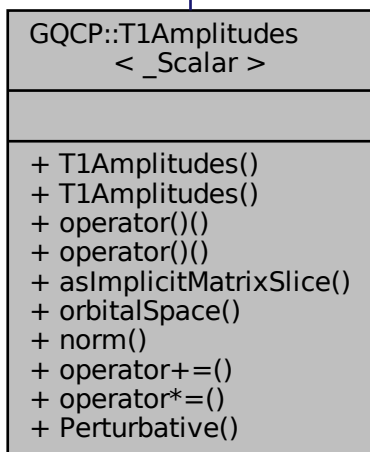 GQCP::T1Amplitudes
< _Scalar >
+ T1Amplitudes()
+ T1Amplitudes()
+ operator()()
+ operator()()
+ asImplicitMatrixSlice()
+ orbitalSpace()
+ norm()
+ operator+=()
+ operator*=()
+ Perturbative()